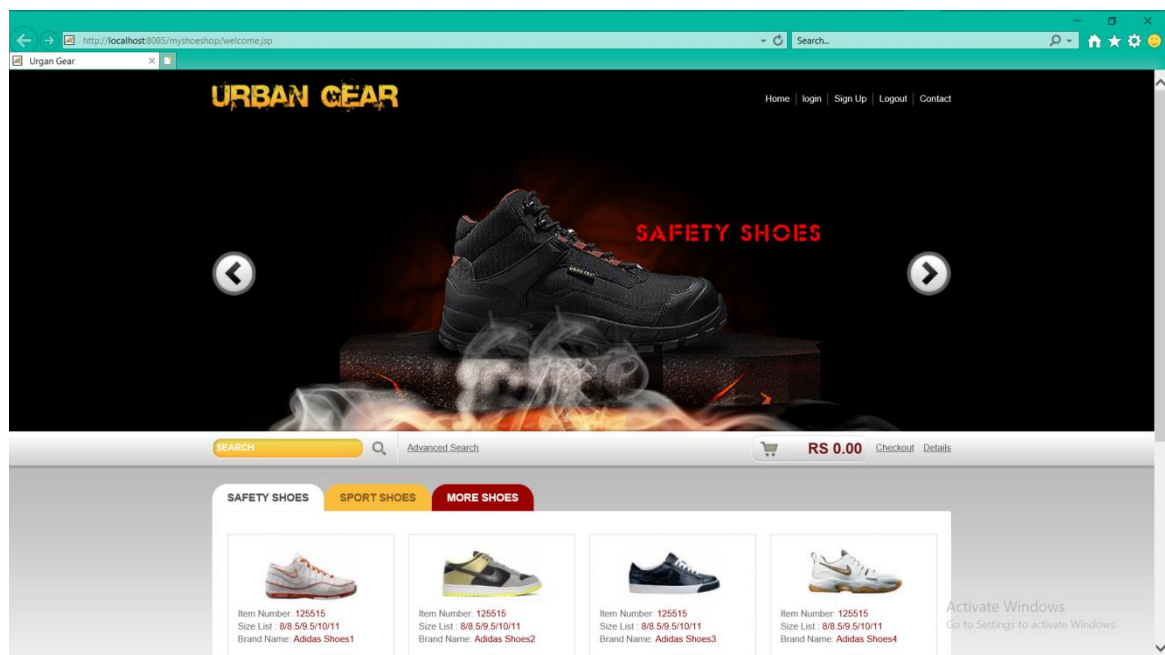 http://localhost:8085/myshoeshop/welcome.jsp
Search...
Urgan Gear
URBAN GEAR
Home
login
Sign Up
Logout
Contact
SAFETY SHOES
SEARCH
Advanced Search
RS 0.00
Checkout
Details
SAFETY SHOES
SPORT SHOES
MORE SHOES
Item Number: 125515
Size List : 8/8.5/9.5/10/11
Brand Name: Adidas Shoes1
Item Number: 125515
Size List : 8/8.5/9.5/10/11
Brand Name: Adidas Shoes2
Item Number: 125515
Size List : 8/8.5/9.5/10/11
Brand Name: Adidas Shoes3
Item Number: 125515
Size List : 8/8.5/9.5/10/11
Brand Name: Adidas Shoes4
Activate Windows
Go to Settings to activate Windows.